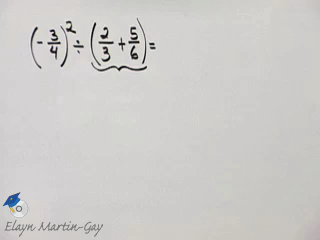 (-3/4)² ÷ (2/3 + 5/6) =
Elayn Martin-Gay